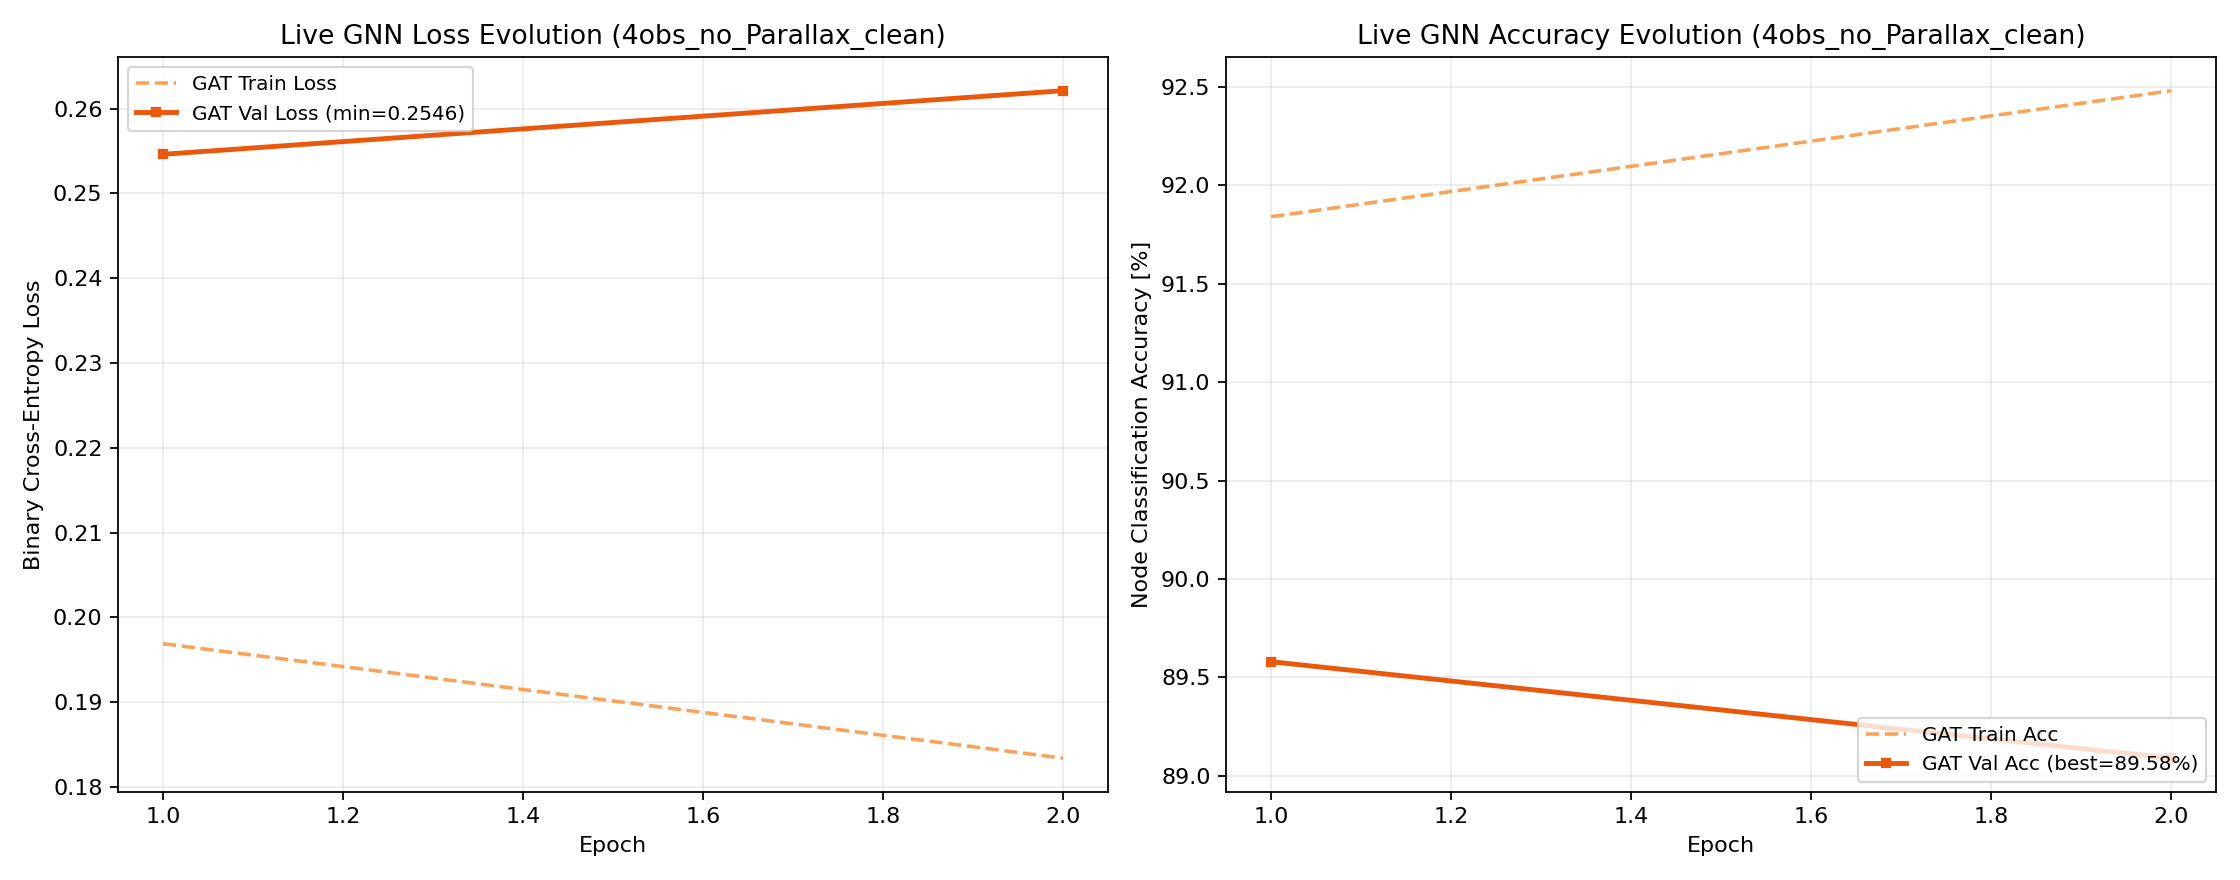 Live GNN Loss Evolution (4obs_no_Parallax_clean)
GAT Train Loss
GAT Val Loss (min=0.2546)
Binary Cross-Entropy Loss
0.26
0.25
0.24
0.23
0.22
0.21
0.20
0.19
0.18
1.0
1.2
1.4
1.6
1.8
2.0
Epoch
Live GNN Accuracy Evolution (4obs_no_Parallax_clean)
Node Classification Accuracy [%]
92.5
92.0
91.5
91.0
90.5
90.0
89.5
89.0
GAT Train Acc
GAT Val Acc (best=89.58%)
1.0
1.2
1.4
1.6
1.8
2.0
Epoch